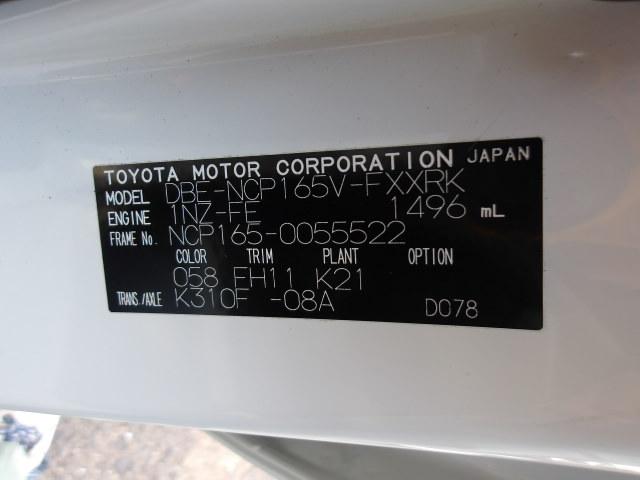 TOYOTA MOTOR CORPORATION JAPAN
MODEL DBE-NCP165V-FXXRK
ENGINE 1NZ-FE 1496 mL
FRAME No. NCP165-0055522
COLOR TRIM PLANT OPTION
058 FH11 K21
TRANS./AXLE K310F -08A D078